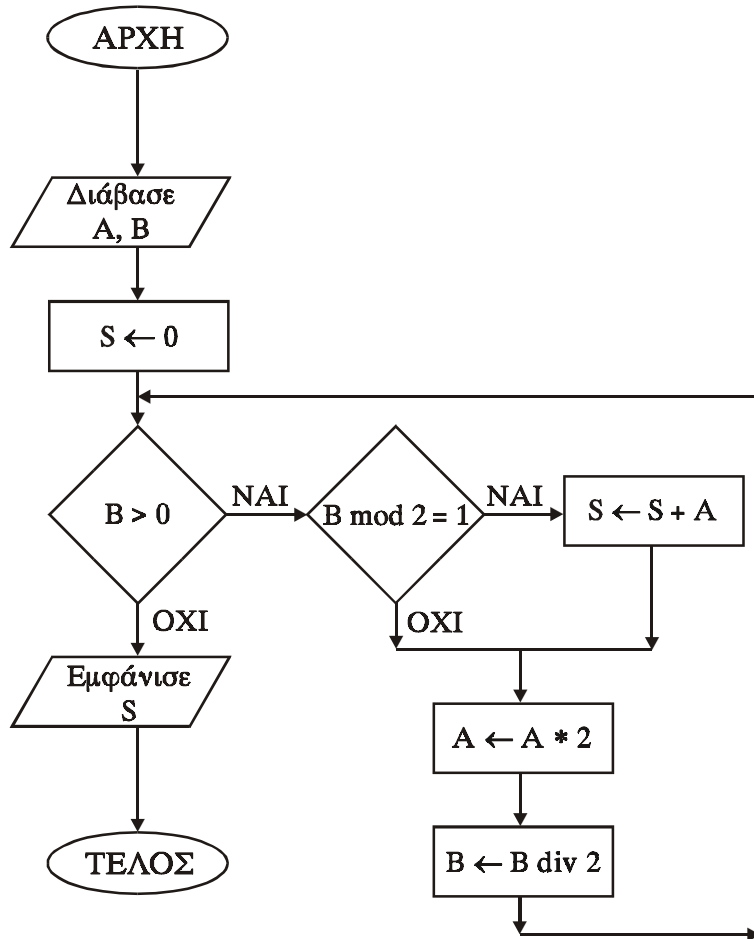 ΑΡΧΗ
Διάβασε
Α, Β
S ← 0
Β > 0
ΝΑΙ
Β mod 2 = 1
ΝΑΙ
S ← S + Α
ΟΧΙ
ΟΧΙ
Εμφάνισε
S
Α ← Α * 2
ΤΕΛΟΣ
Β ← Β div 2